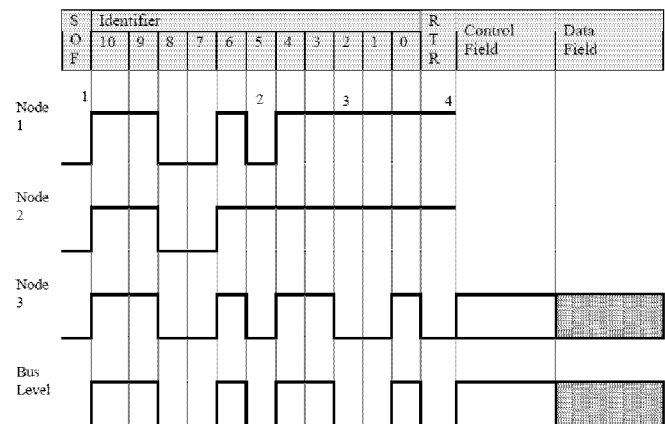 S Identifier R
O 10 9 8 7 6 5 4 3 2 1 0 T Control Data
F R Field Field
1 2 3 4
Node
1
Node
2
Node
3
Bus
Level